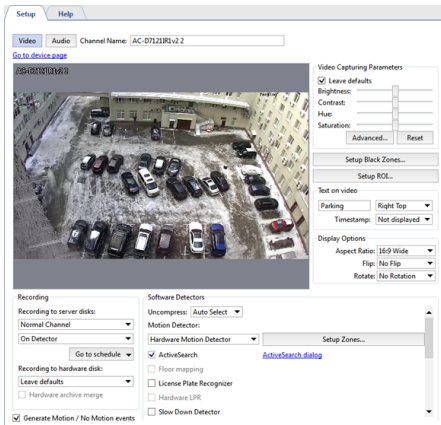 Setup Help
Video Audio Channel Name: AC-D7121IR1v2 2
Go to device page
AC-D7121IR1v2 2
Video Capturing Parameters
Leave defaults
Brightness:
Contrast:
Hue:
Saturation:
Advanced... Reset
Setup Black Zones...
Setup ROI...
Text on video
Parking Right Top
Timestamp: Not displayed
Display Options
Aspect Ratio: 16:9 Wide
Flip: No Flip
Rotate: No Rotation
Recording
Recording to server disks:
Normal Channel
On Detector
Go to schedule
Recording to hardware disk:
Leave defaults
Hardware archive merge
Generate Motion / No Motion events
Software Detectors
Uncompress: Auto Select
Motion Detector:
Hardware Motion Detector Setup Zones...
ActiveSearch ActiveSearch dialog
Floor mapping
License Plate Recognizer
Hardware LPR
Slow Down Detector